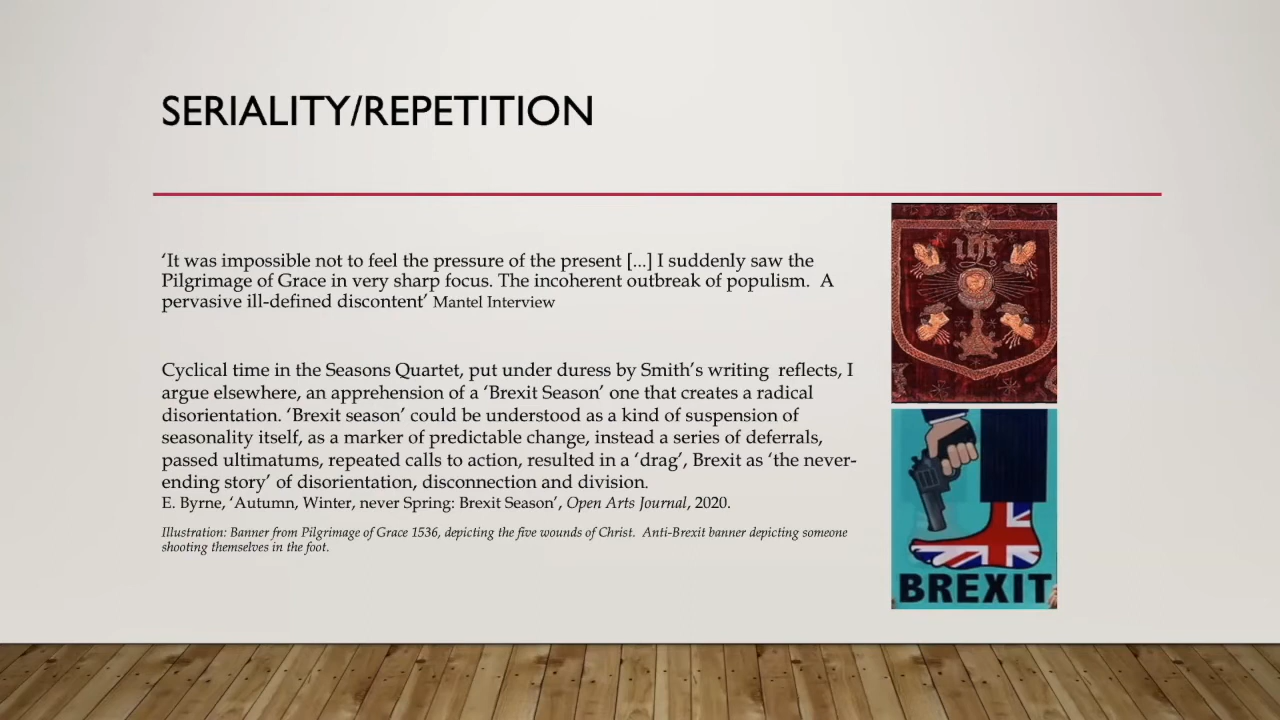 SERIALITY/REPETITION
‘It was impossible not to feel the pressure of the present [...] I suddenly saw the
Pilgrimage of Grace in very sharp focus. The incoherent outbreak of populism.  A
pervasive ill-defined discontent’ Mantel Interview
Cyclical time in the Seasons Quartet, put under duress by Smith’s writing  reflects, I
argue elsewhere, an apprehension of a ‘Brexit Season’ one that creates a radical
disorientation. ‘Brexit season’ could be understood as a kind of suspension of
seasonality itself, as a marker of predictable change, instead a series of deferrals,
passed ultimatums, repeated calls to action, resulted in a ‘drag’, Brexit as ‘the never-
ending story’ of disorientation, disconnection and division.
E. Byrne, ‘Autumn, Winter, never Spring: Brexit Season’, Open Arts Journal, 2020.
Illustration: Banner from Pilgrimage of Grace 1536, depicting the five wounds of Christ.  Anti-Brexit banner depicting someone
shooting themselves in the foot.
BREXIT